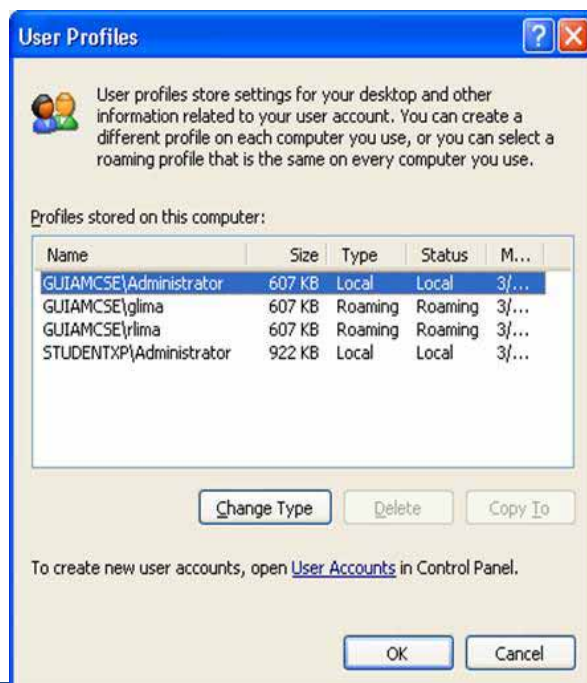 User Profiles
User profiles store settings for your desktop and other
information related to your user account. You can create a
different profile on each computer you use, or you can select a
roaming profile that is the same on every computer you use.
Profiles stored on this computer:
Name Size Type Status M...
GUIAMCSE\Administrator 607 KB Local Local 3/...
GUIAMCSE\glima 607 KB Roaming Roaming 3/...
GUIAMCSE\rlima 607 KB Roaming Roaming 3/...
STUDENTXP\Administrator 922 KB Local Local 3/...
Change Type Delete Copy To
To create new user accounts, open User Accounts in Control Panel.
OK Cancel